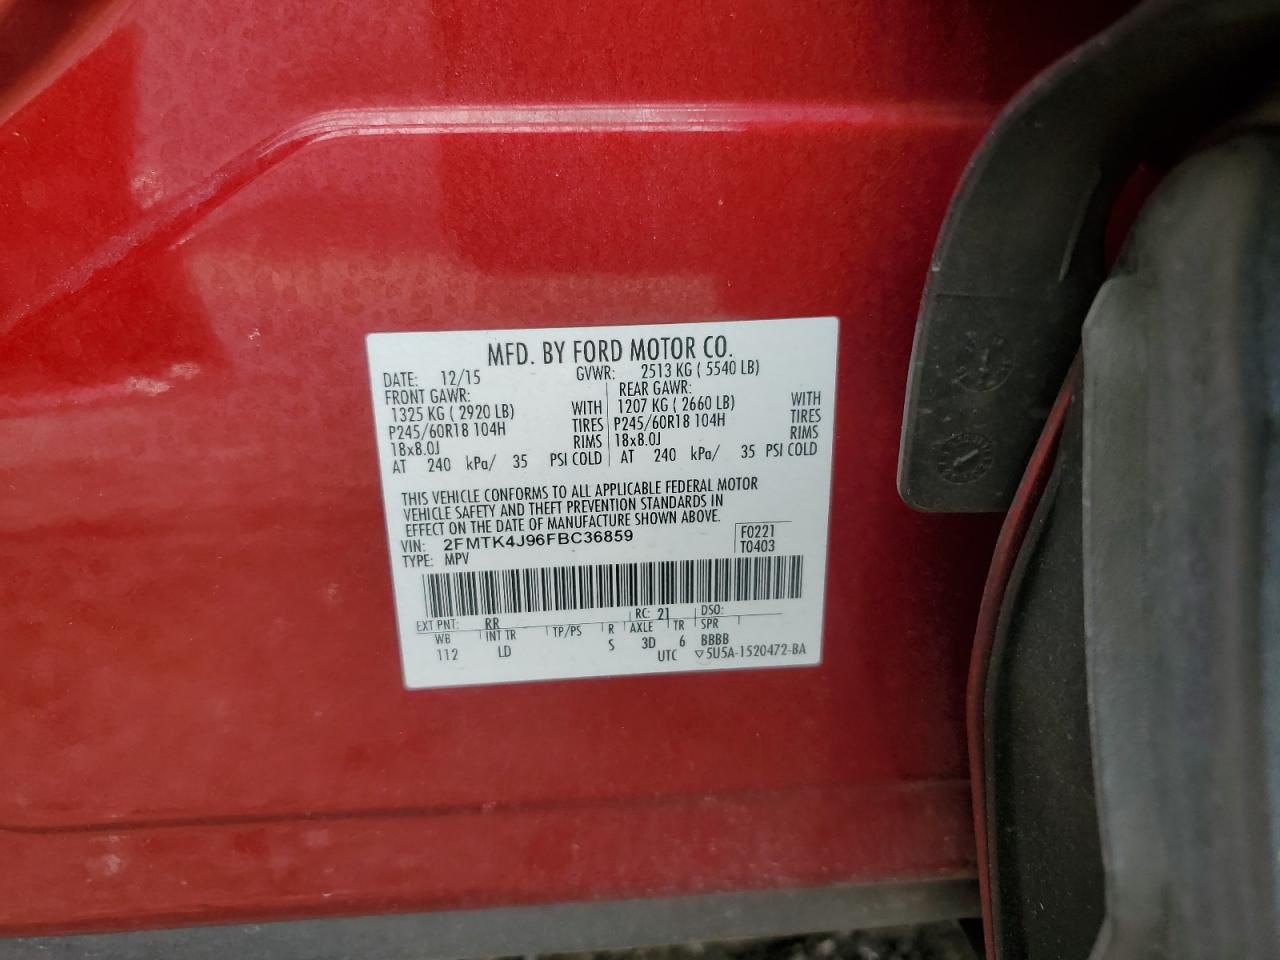 MFD. BY FORD MOTOR CO.
DATE: 12/15 GVWR: 2513 KG ( 5540 LB)
FRONT GAWR: REAR GAWR:
1325 KG ( 2920 LB) WITH 1207 KG ( 2660 LB) WITH
P245/60R18 104H TIRES P245/60R18 104H TIRES
18x8.0J RIMS 18x8.0J RIMS
AT 240 kPa/ 35 PSI COLD AT 240 kPa/ 35 PSI COLD
THIS VEHICLE CONFORMS TO ALL APPLICABLE FEDERAL MOTOR
VEHICLE SAFETY AND THEFT PREVENTION STANDARDS IN
EFFECT ON THE DATE OF MANUFACTURE SHOWN ABOVE.
VIN: 2FMTK4J96FBC36859 F0221
TYPE: MPV T0403
EXT PNT: RR RC: 21 DSO:
WB INT TR TP/PS R AXLE TR SPR
112 LD S 3D 6 BBBB
UTC ▽5U5A-1520472-BA